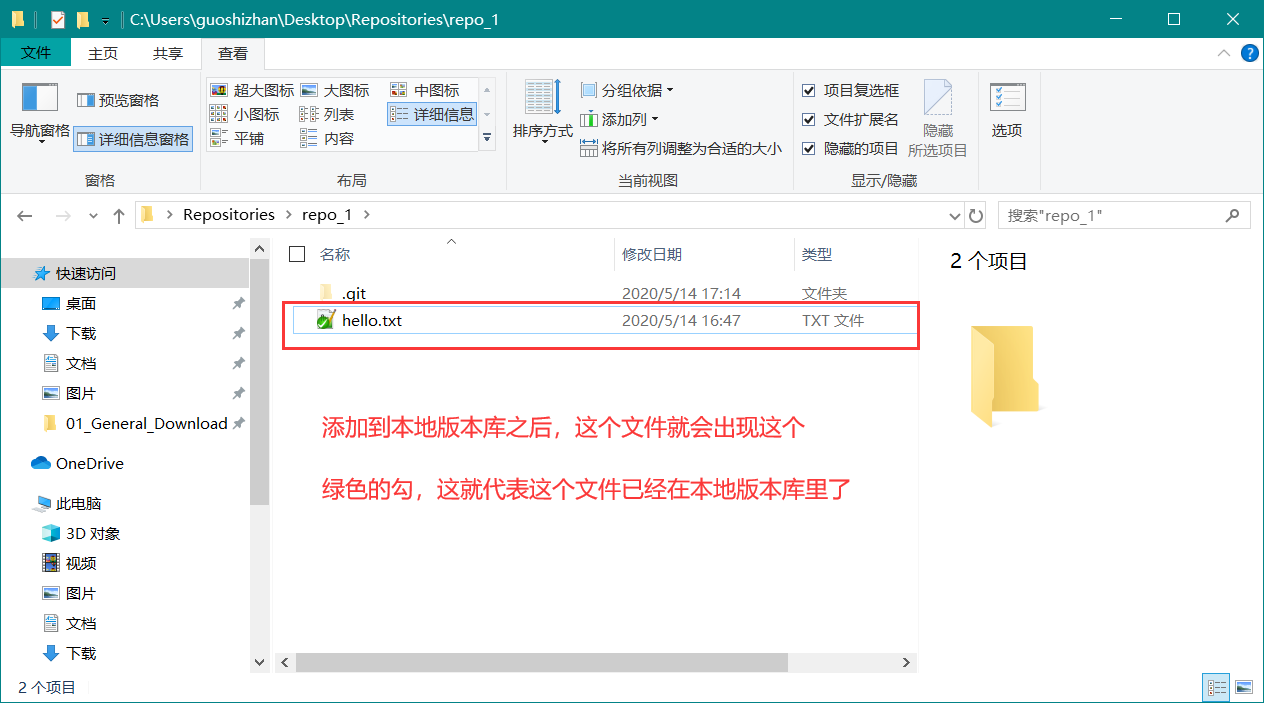 C:\Users\guoshizhan\Desktop\Repositories\repo_1
文件 主页 共享 查看
导航窗格
预览窗格
详细信息窗格
窗格
超大图标 大图标 中图标
小图标 列表 详细信息
平铺 内容
布局
排序方式
分组依据
添加列
将所有列调整为合适的大小
当前视图
项目复选框
文件扩展名
隐藏的项目
隐藏
所选项目
显示/隐藏
选项
Repositories repo_1
搜索"repo_1"
快速访问
桌面
下载
文档
图片
01_General_Download
OneDrive
此电脑
3D 对象
视频
图片
文档
下载
名称 修改日期 类型
.git 2020/5/14 17:14 文件夹
hello.txt 2020/5/14 16:47 TXT 文件
添加到本地版本库之后，这个文件就会出现这个
绿色的勾，这就代表这个文件已经在本地版本库里了
2 个项目
2 个项目